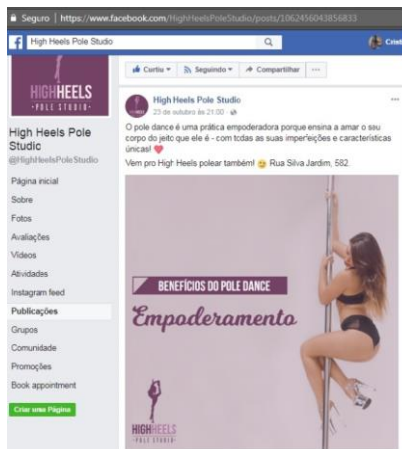 Seguro | https://www.facebook.com/HighHeelsPoleStudio/posts/1062456043856833
High Heels Pole Studio
Crist
HIGHHEELS
-POLE STUDIO-
High Heels Pole
Studio
@HighHeelsPoleStudio
Página inicial
Sobre
Fotos
Avaliações
Vídeos
Atividades
Instagram feed
Publicações
Grupos
Comunidade
Promoções
Book appointment
Criar uma Página
Curtiu
Seguindo
Compartilhar
High Heels Pole Studio
23 de outubro às 21:00
O pole dance é uma prática empoderadora porque ensina a amar o seu
corpo do jeito que ele é - com todas as suas imperfeições e características
únicas!
Vem pro High Heels polear também! Rua Silva Jardim, 582.
BENEFÍCIOS DO POLE DANCE
Empoderamento
HIGHHEELS
-POLE STUDIO-